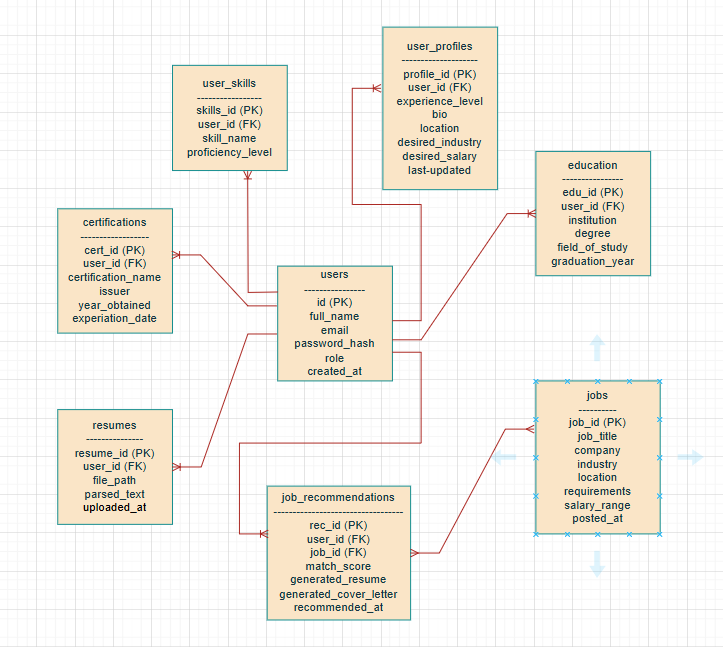 user_profiles
--------------------
profile_id (PK)
user_id (FK)
experience_level
bio
location
desired_industry
desired_salary
last-updated
user_skills
-----------------
skills_id (PK)
user_id (FK)
skill_name
proficiency_level
education
----------------
edu_id (PK)
user_id (FK)
institution
degree
field_of_study
graduation_year
certifications
------------------
cert_id (PK)
user_id (FK)
certification_name
issuer
year_obtained
experiation_date
users
----------------
id (PK)
full_name
email
password_hash
role
created_at
jobs
----------
job_id (PK)
job_title
company
industry
location
requirements
salary_range
posted_at
resumes
---------------
resume_id (PK)
user_id (FK)
file_path
parsed_text
uploaded_at
job_recommendations
----------------------------------
rec_id (PK)
user_id (FK)
job_id (FK)
match_score
generated_resume
generated_cover_letter
recommended_at